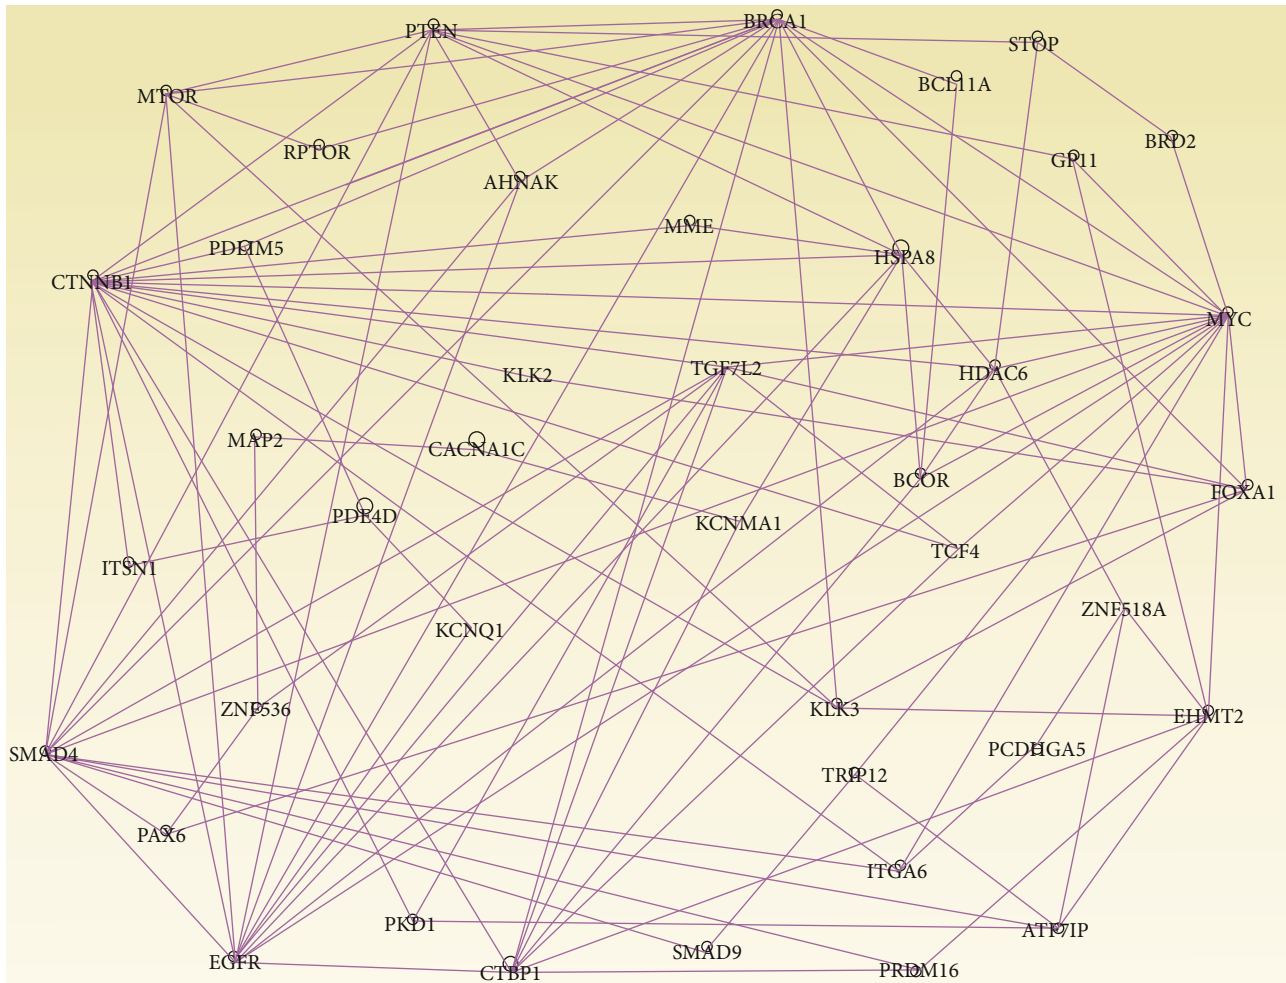 BRCA1
PTEN
STOP
BCL11A
MTOR
BRD2
RPTOR
GP11
AHNAK
MME
PDLIM5
HSPA8
CTNNB1
MYC
TGF7L2
HDAC6
KLK2
MAP2
CACNA1C
BCOR
FOXA1
PDE4D
KCNMA1
TCF4
ITSN1
ZNF518A
KCNQ1
ZNF536
KLK3
EHMT2
PCDHGA5
SMAD4
TRIP12
PAX6
ITGA6
PKD1
ATF7IP
SMAD9
EGFR
PRDM16
CTBP1